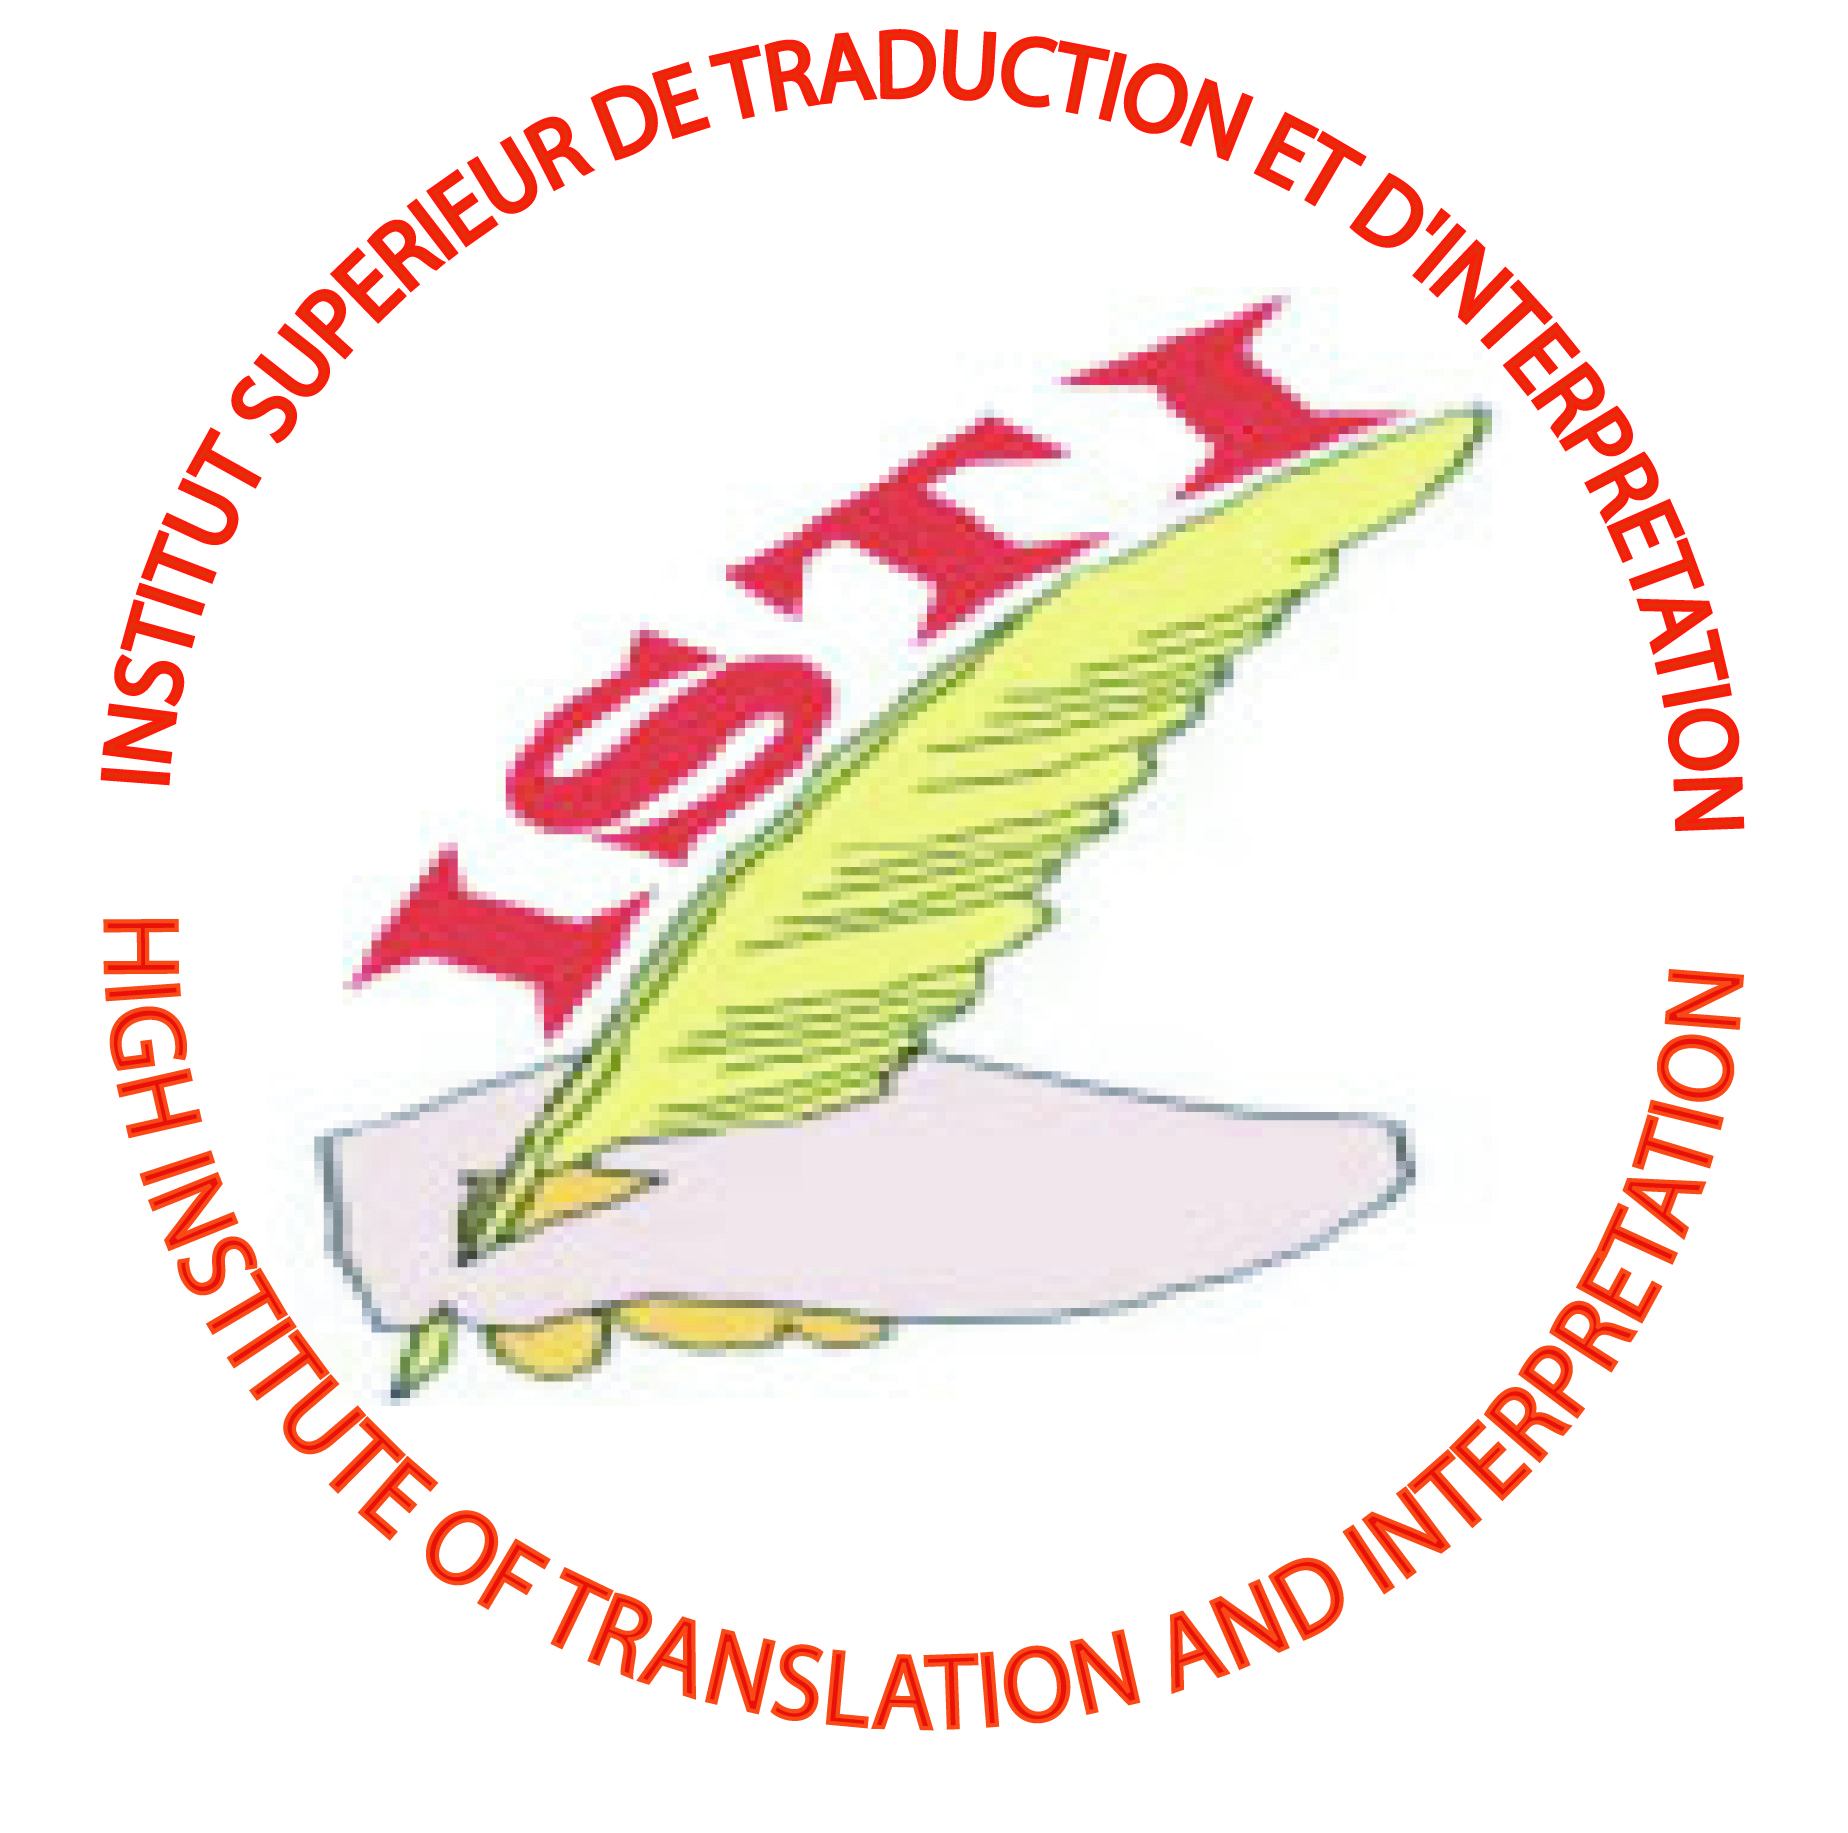 INSTITUT SUPERIEUR DE TRADUCTION ET D'INTERPRETATION
ISTI
HIGH INSTITUTE OF TRANSLATION AND INTERPRETATION